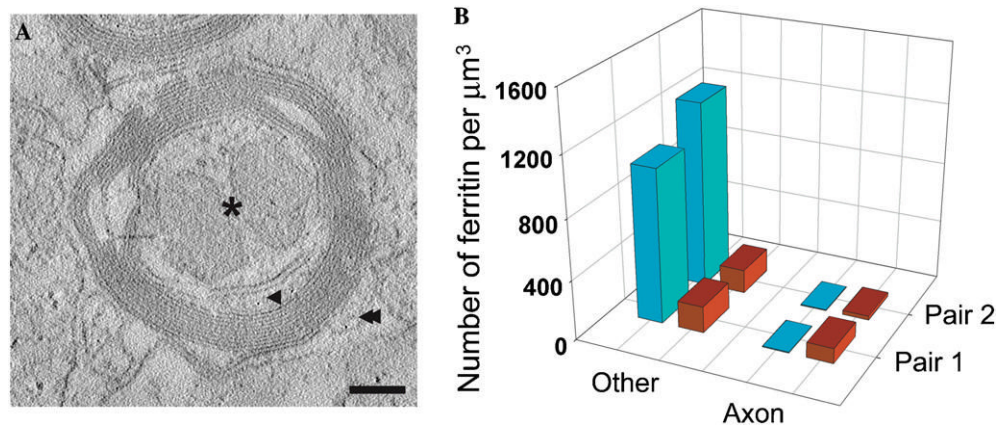 A
*
B
Number of ferritin per μm³
1600
1200
800
400
0
Other
Axon
Pair 2
Pair 1